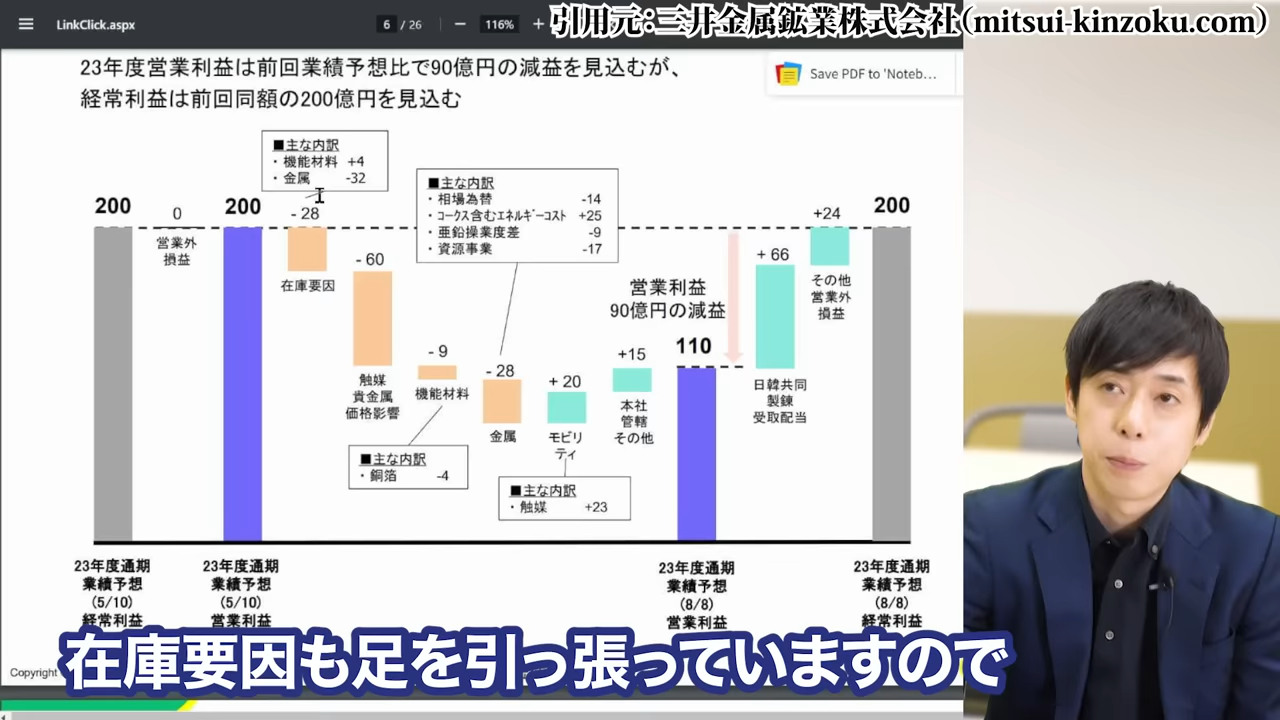 LinkClick.aspx
6 / 26
116%
引用元:三井金属鉱業株式会社(mitsui-kinzoku.com)
23年度営業利益は前回業績予想比で90億円の減益を見込むが、
経常利益は前回同額の200億円を見込む
Save PDF to 'Noteb...
■主な内訳
・機能材料 +4
・金属 -32
■主な内訳
・相場為替 -14
・コークス含むエネルギーコスト +25
・亜鉛操業度差 -9
・資源事業 -17
200
0
営業外
損益
200
- 28
在庫要因
- 60
触媒
貴金属
価格影響
- 9
機能材料
- 28
金属
+ 20
モビリ
ティ
+15
本社
管轄
その他
営業利益
90億円の減益
110
+ 66
日韓共同
製錬
受取配当
+24
その他
営業外
損益
200
■主な内訳
・銅箔 -4
■主な内訳
・触媒 +23
23年度通期
業績予想
(5/10)
経常利益
23年度通期
業績予想
(5/10)
営業利益
23年度通期
業績予想
(8/8)
営業利益
23年度通期
業績予想
(8/8)
経常利益
Copyright
在庫要因も足を引っ張っていますので